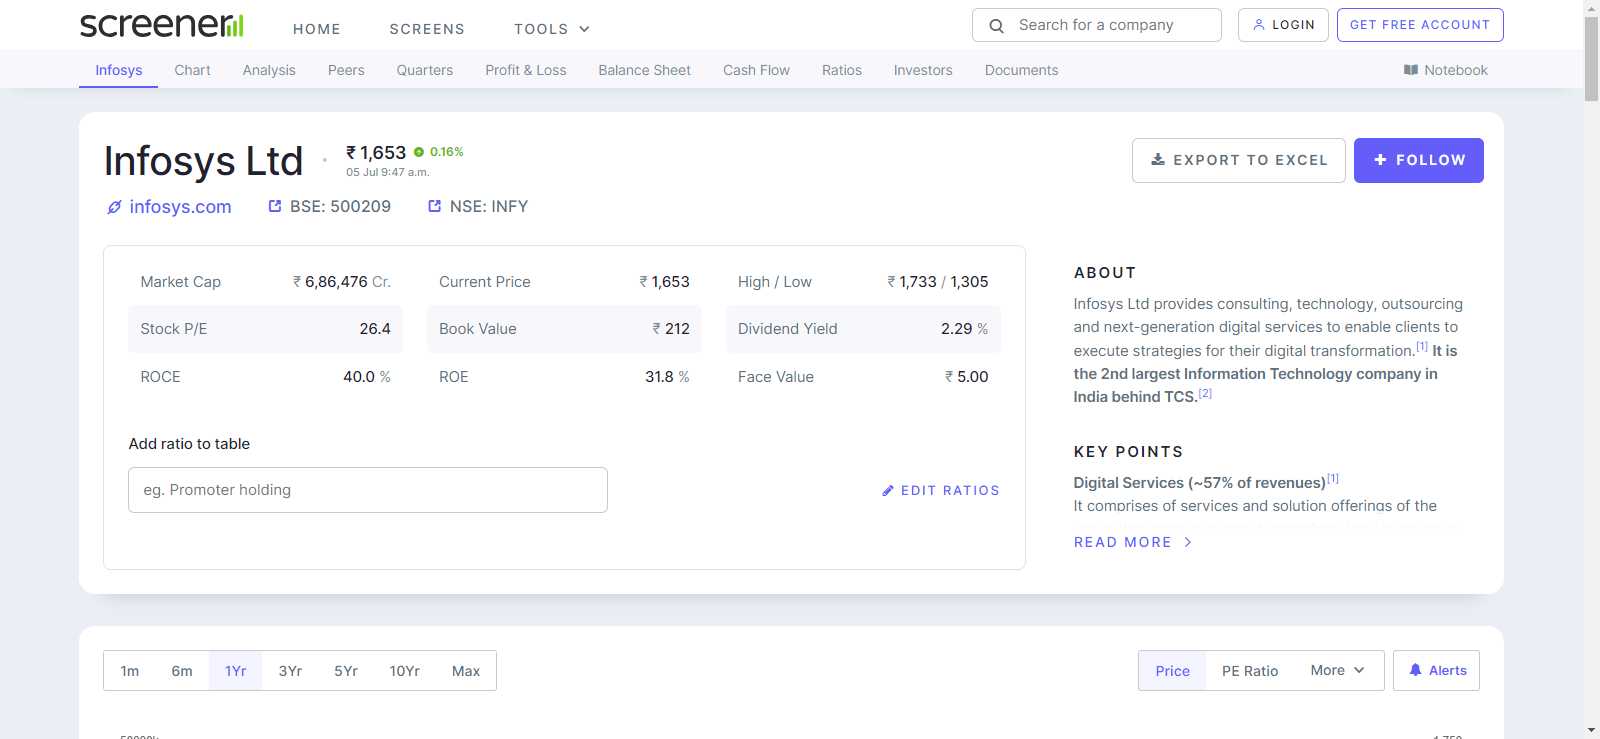 screener
HOME SCREENS TOOLS
Search for a company
LOGIN
GET FREE ACCOUNT
Infosys Chart Analysis Peers Quarters Profit & Loss Balance Sheet Cash Flow Ratios Investors Documents Notebook
Infosys Ltd
₹ 1,653 0.16%
05 Jul 9:47 a.m.
EXPORT TO EXCEL
FOLLOW
infosys.com BSE: 500209 NSE: INFY
Market Cap ₹ 6,86,476 Cr. Current Price ₹ 1,653 High / Low ₹ 1,733 / 1,305
Stock P/E 26.4 Book Value ₹ 212 Dividend Yield 2.29 %
ROCE 40.0 % ROE 31.8 % Face Value ₹ 5.00
Add ratio to table
eg. Promoter holding
EDIT RATIOS
ABOUT
Infosys Ltd provides consulting, technology, outsourcing
and next-generation digital services to enable clients to
execute strategies for their digital transformation.[1] It is
the 2nd largest Information Technology company in
India behind TCS.[2]
KEY POINTS
Digital Services (~57% of revenues)[1]
It comprises of services and solution offerings of the
READ MORE
1m 6m 1Yr 3Yr 5Yr 10Yr Max
Price PE Ratio More Alerts